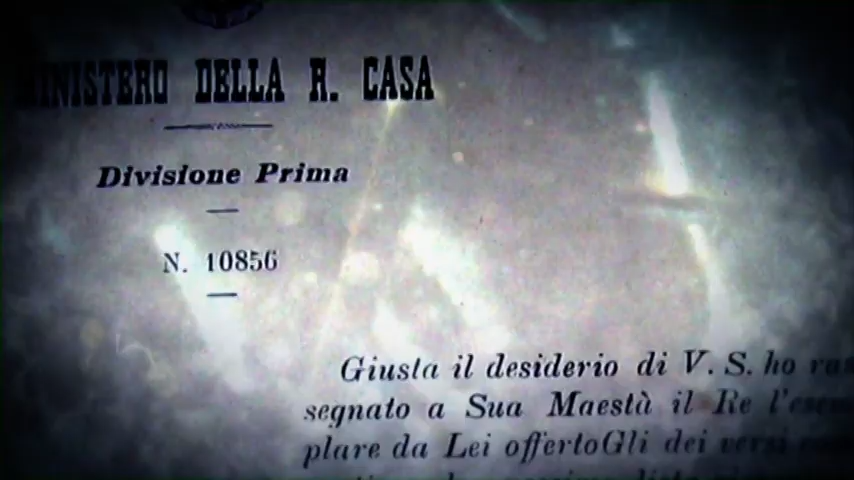 MINISTERO DELLA R. CASA
Divisione Prima
N. 10856
Giusta il desiderio di V. S. ho
segnato a Sua Maestà il Re
plare da Lei offertoGli dei versi